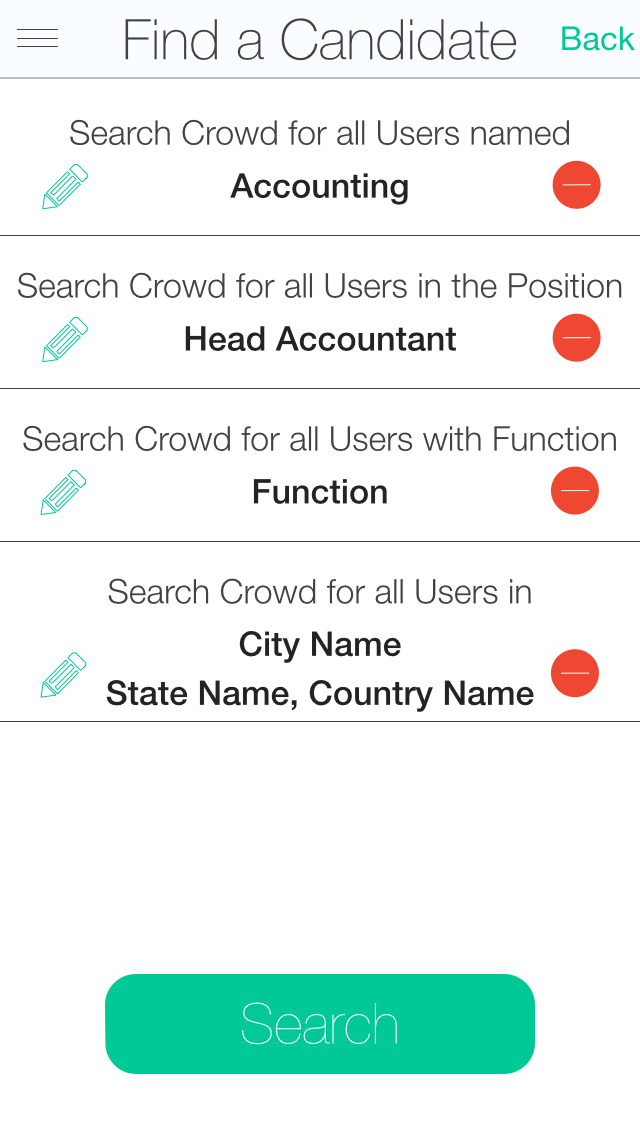 Find a Candidate
Back
Search Crowd for all Users named
Accounting
Search Crowd for all Users in the Position
Head Accountant
Search Crowd for all Users with Function
Function
Search Crowd for all Users in
City Name
State Name, Country Name
Search